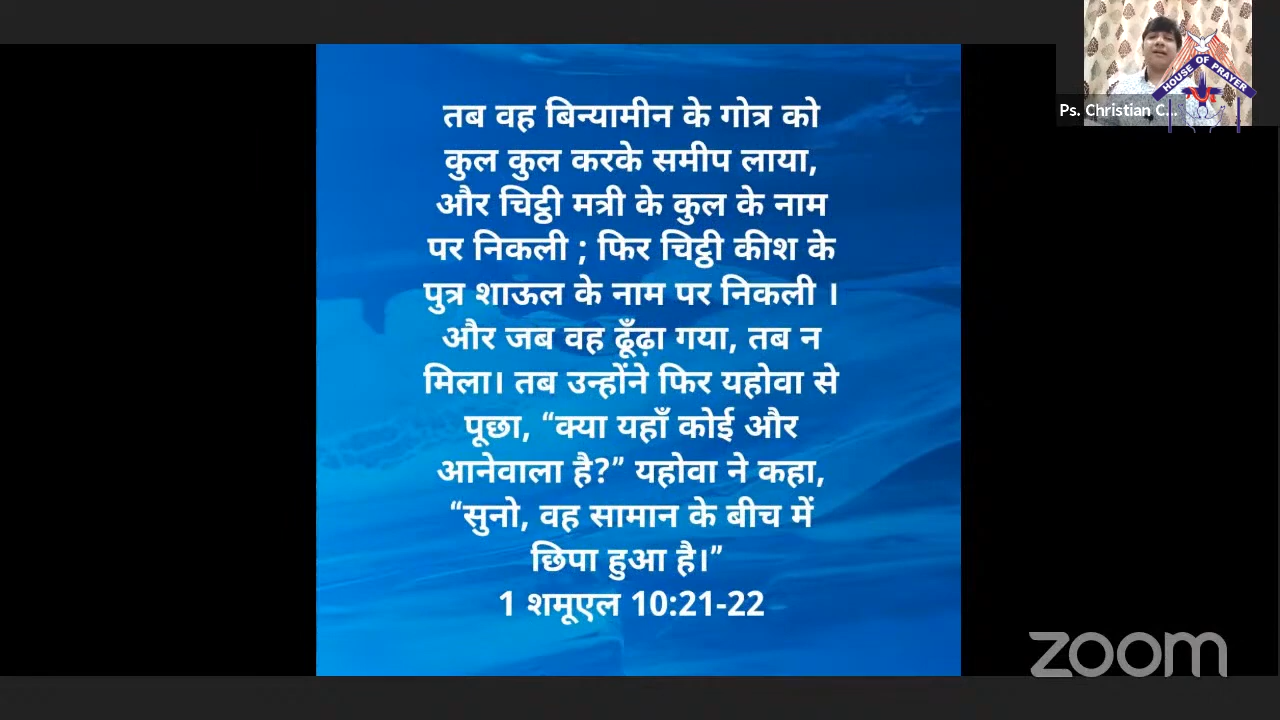 तब वह बिन्यामीन के गोत्र को
कुल कुल करके समीप लाया,
और चिट्ठी मत्री के कुल के नाम
पर निकली ; फिर चिट्ठी कीश के
पुत्र शाऊल के नाम पर निकली ।
और जब वह ढूँढ़ा गया, तब न
मिला। तब उन्होंने फिर यहोवा से
पूछा, “क्या यहाँ कोई और
आनेवाला है?” यहोवा ने कहा,
“सुनो, वह सामान के बीच में
छिपा हुआ है।”
1 शमूएल 10:21-22
HOUSE OF PRAYER
Ps. Christian C...
zoom